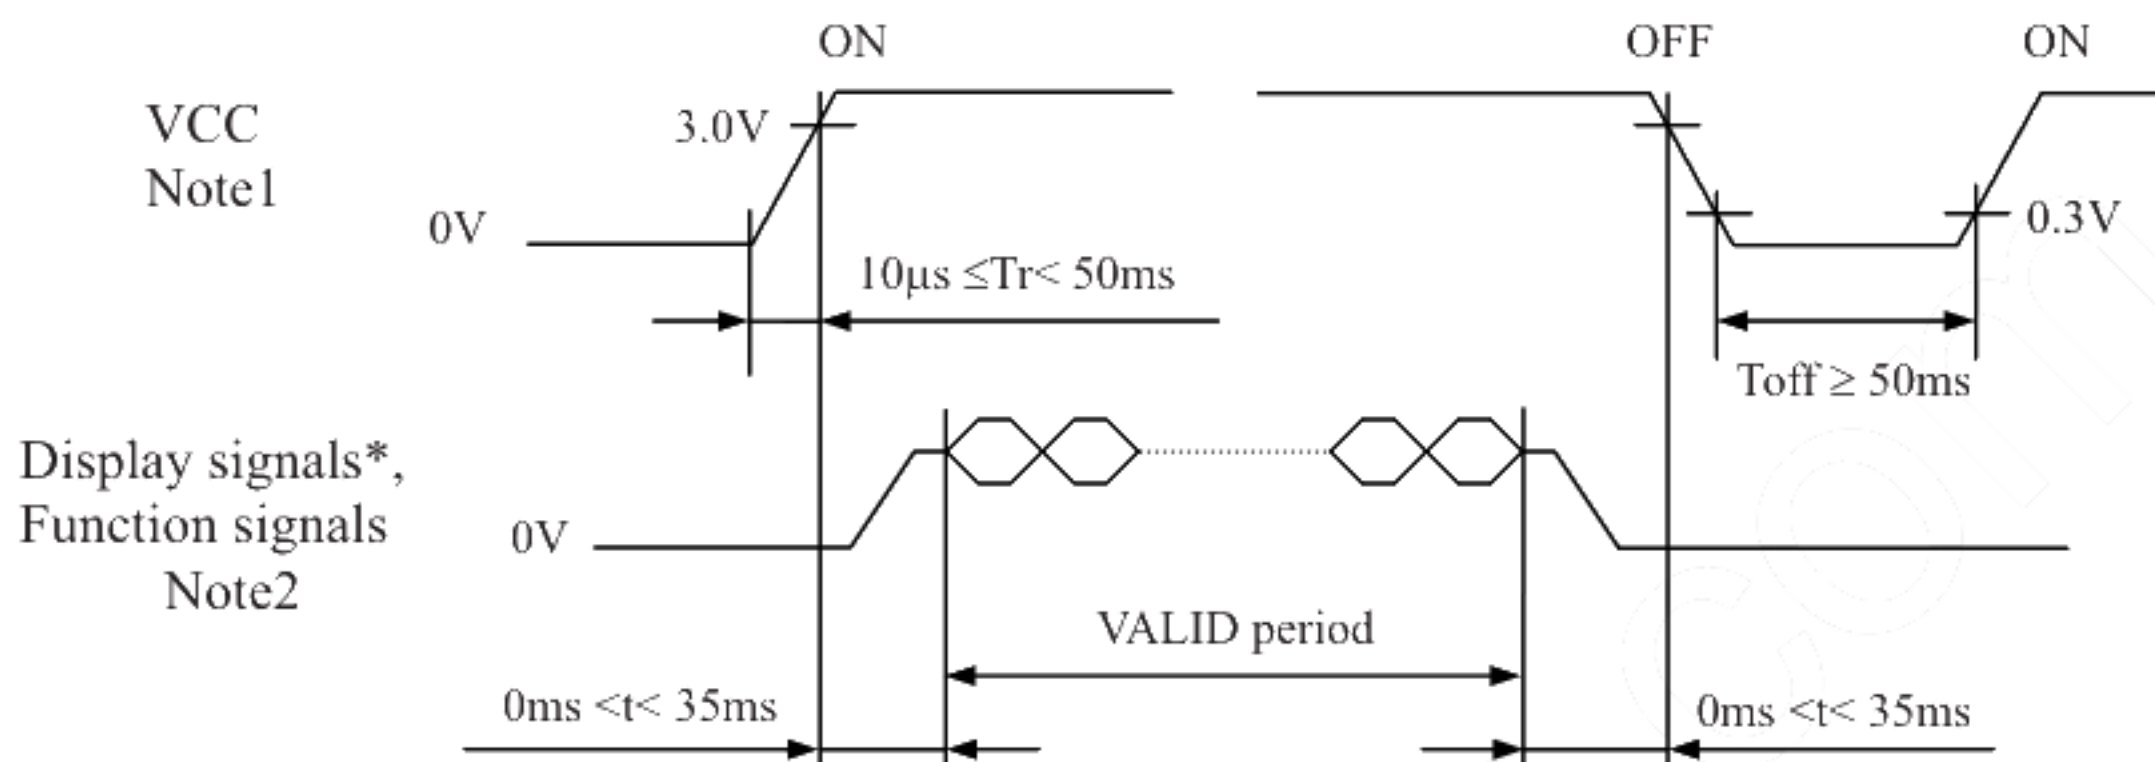 ON
OFF
ON
VCC
Note1
3.0V
0V
0.3V
10μs ≤Tr< 50ms
Toff ≥ 50ms
Display signals*,
Function signals
Note2
0V
VALID period
0ms <t< 35ms
0ms <t< 35ms